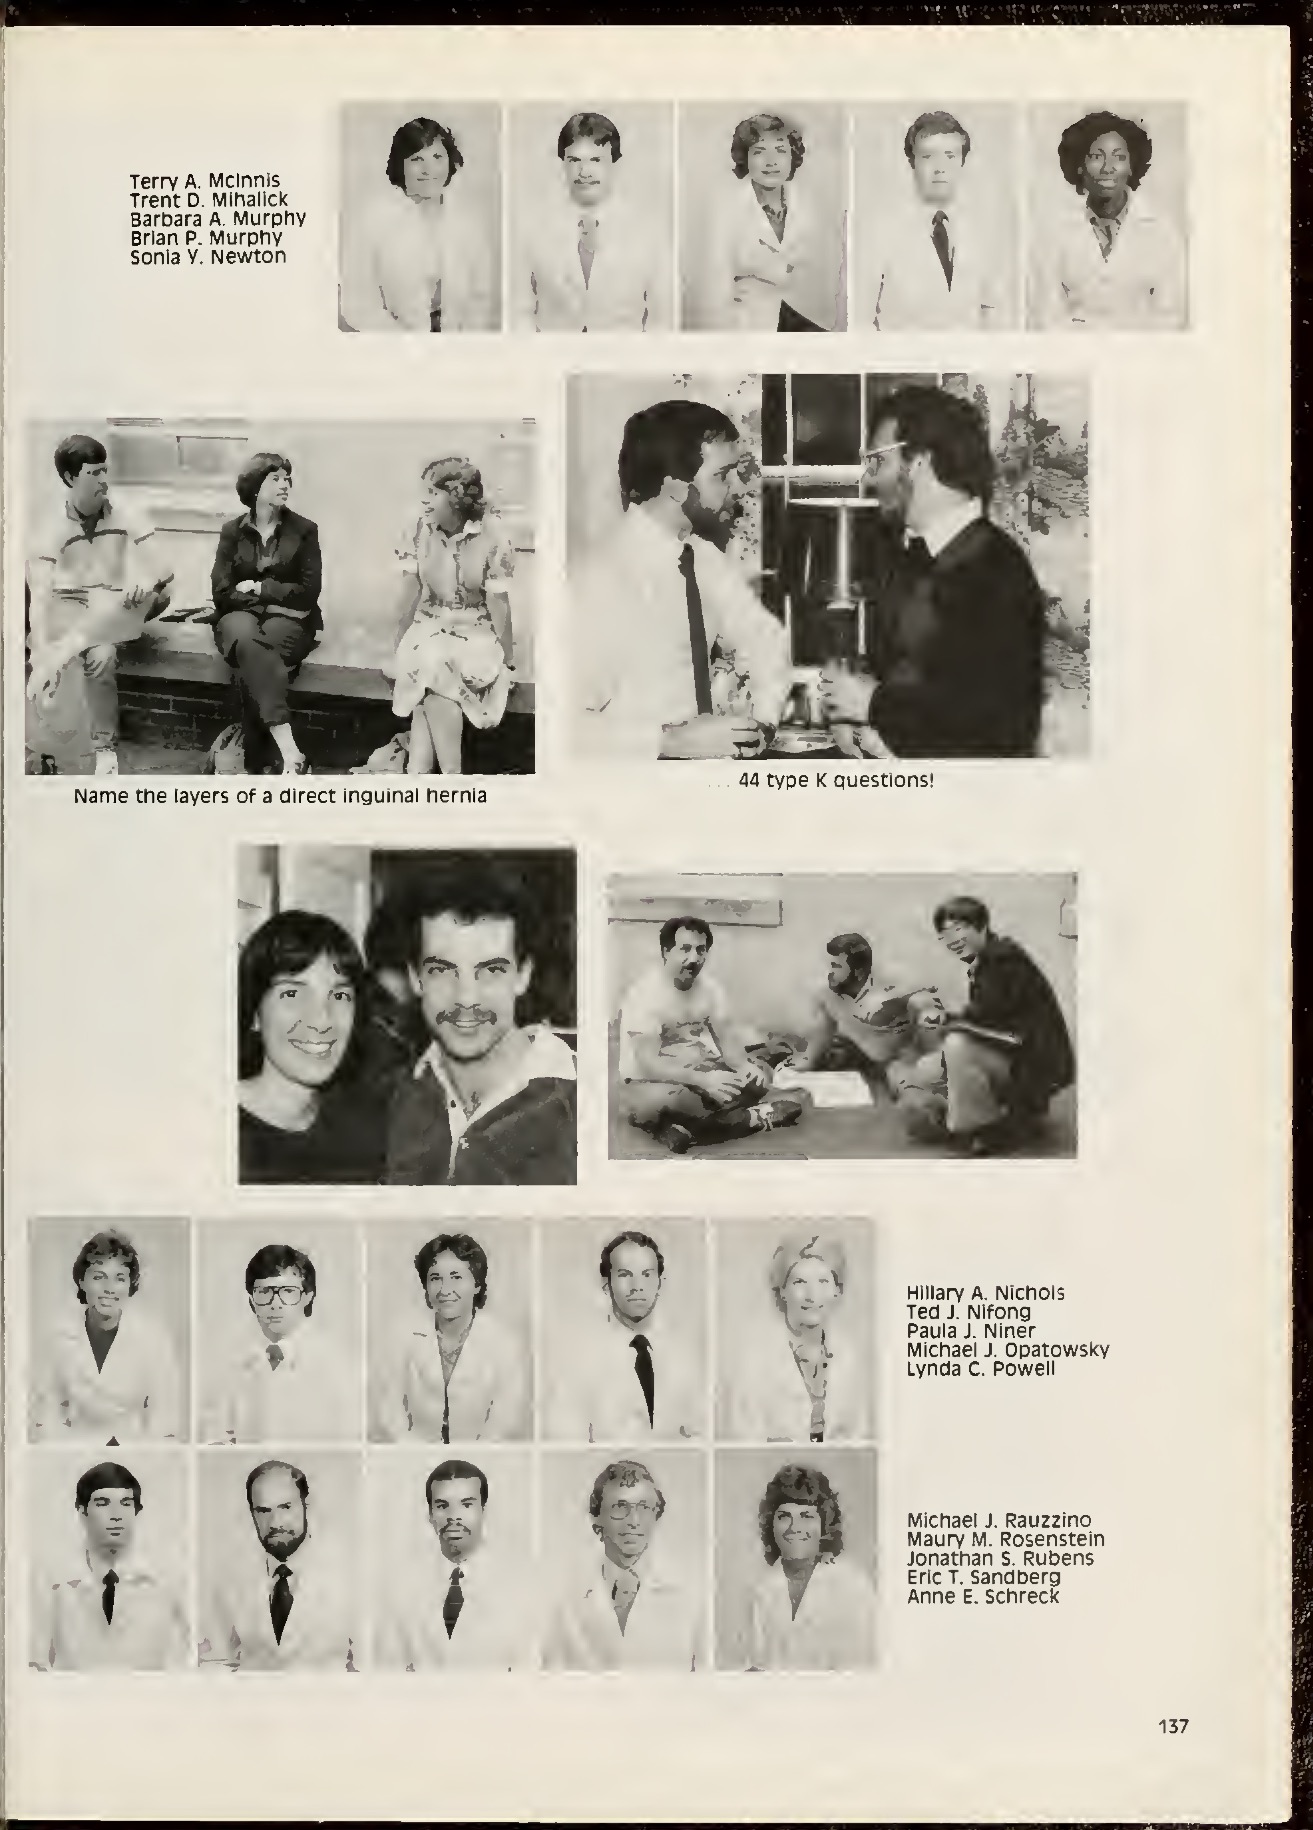 Terry A. McInnis
Trent D. Mihalick
Barbara A. Murphy
Brian P. Murphy
Sonia Y. Newton
Name the layers of a direct inguinal hernia
... 44 type K questions!
Hillary A. Nichols
Ted J. Nifong
Paula J. Niner
Michael J. Opatowsky
Lynda C. Powell
Michael J. Rauzzino
Maury M. Rosenstein
Jonathan S. Rubens
Eric T. Sandberg
Anne E. Schreck
137